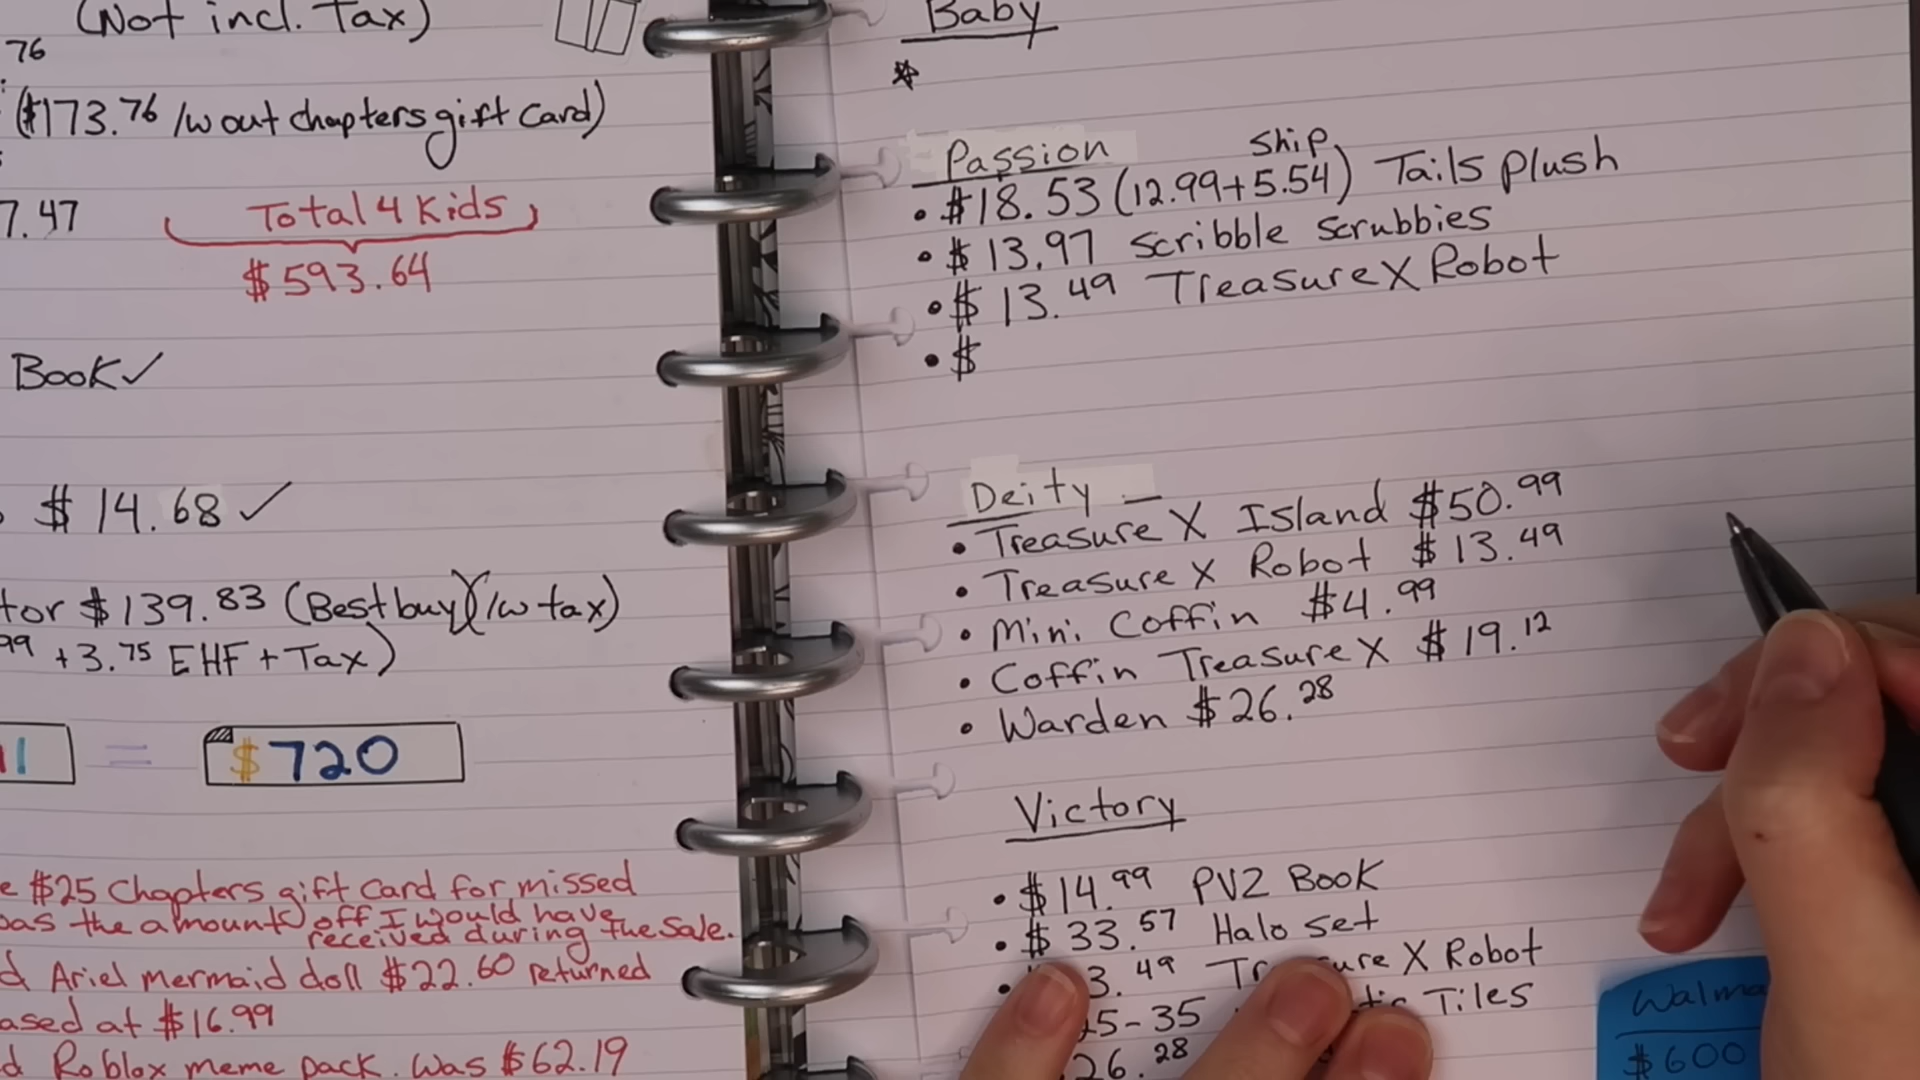 (Not incl. Tax)
76
($173.76 /w out chapters gift card)
7.47
Total 4 Kids
$593.64
Book✓
$14.68✓
tor $139.83 (Bestbuy)(/w tax)
99 +3.75 EHF + Tax)
= $720
e $25 Chapters gift card for missed
was the amount off I would have
received during the sale.
d Ariel mermaid doll $22.60 returned
ased at $16.99
d Roblox meme pack. Was $62.19
Baby
*
Passion
• $18.53 (12.99+5.54) Tails Plush
Ship
• $13.97 Scribble Scrubbies
• $13.49 Treasure X Robot
• $
Deity –
• Treasure X Island $50.99
• Treasure X Robot $13.49
• Mini Coffin $4.99
• Coffin Treasure X $19.12
• Warden $26.28
Victory
• $14.99 PVZ Book
• $33.57 Halo set
• 3.49 Treasure X Robot
5-35 Tiles
26.28
Walma
$600